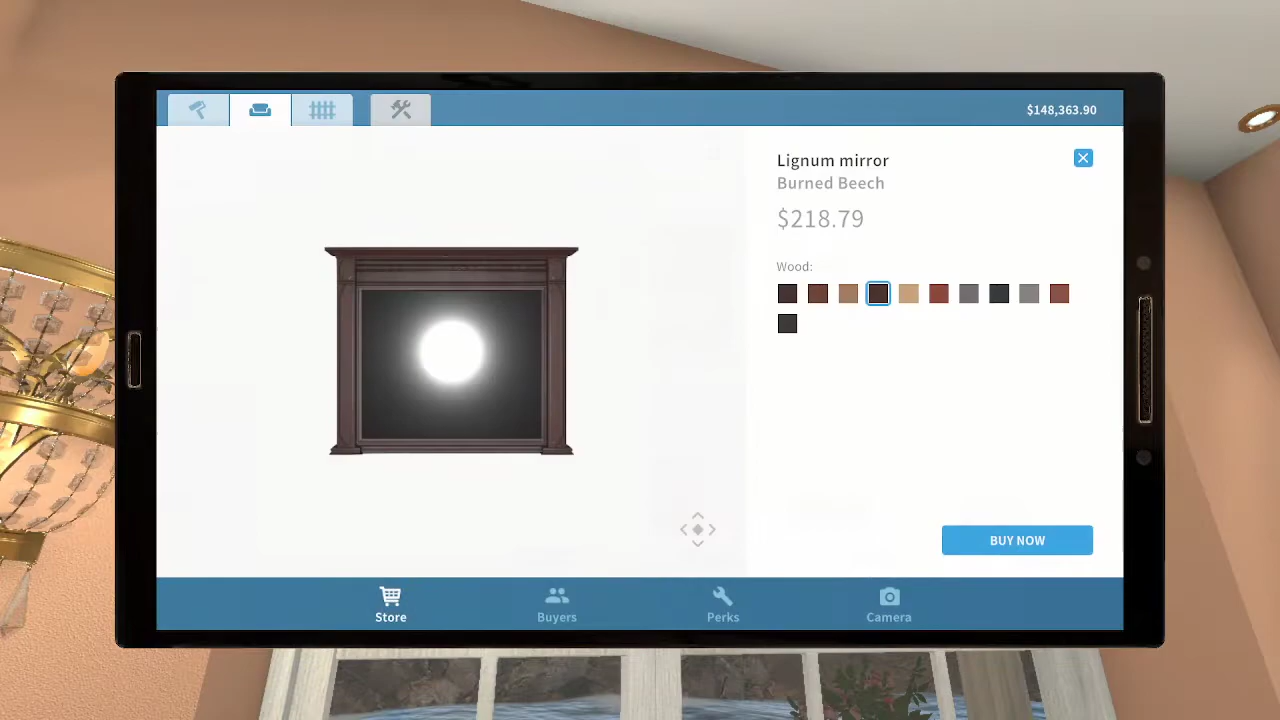 $148,363.90
Lignum mirror
Burned Beech
$218.79
Wood:
BUY NOW
Store
Buyers
Perks
Camera